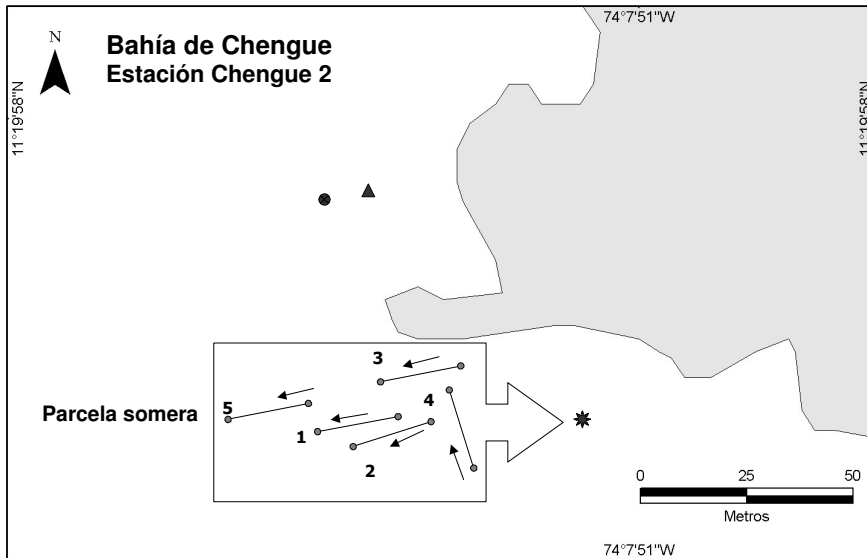 74°7'51"W
N
Bahía de Chengue
Estación Chengue 2
11°19'58"N
11°19'58"N
3
4
5
1
2
Parcela somera
0 25 50
Metros
74°7'51"W